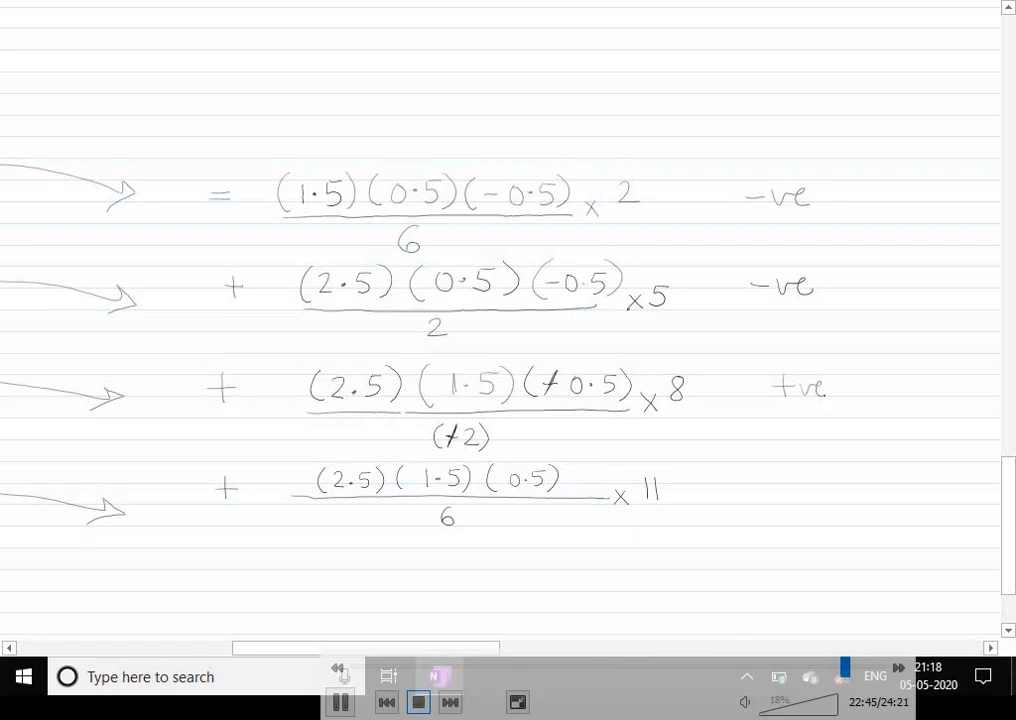 = (1.5)(0.5)(-0.5) × 2 -ve
6
+ (2.5)(0.5)(-0.5) × 5 -ve
2
+ (2.5)(1.5)(-0.5) × 8 +ve
(-2)
+ (2.5)(1.5)(0.5) × 11
6
Type here to search
N
ENG
21:18
05-05-2020
18%
22:45/24:21